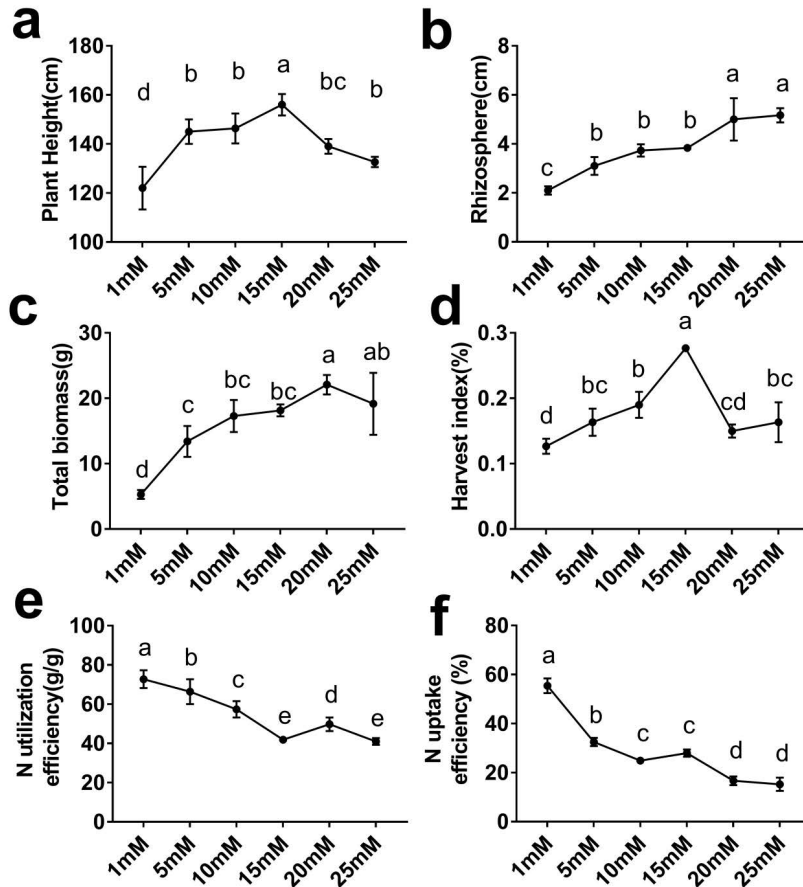 a
Plant Height(cm)
180
160
140
120
100
d
b
b
a
bc
b
1mM
5mM
10mM
15mM
20mM
25mM
b
Rhizosphere(cm)
8
6
4
2
0
c
b
b
b
a
a
1mM
5mM
10mM
15mM
20mM
25mM
c
Total biomass(g)
30
20
10
0
d
c
bc
bc
a
ab
1mM
5mM
10mM
15mM
20mM
25mM
d
Harvest index(%)
0.3
0.2
0.1
0.0
d
bc
b
a
cd
bc
1mM
5mM
10mM
15mM
20mM
25mM
e
N utilization
efficiency(g/g)
100
80
60
40
20
0
a
b
c
e
d
e
1mM
5mM
10mM
15mM
20mM
25mM
f
N uptake
efficiency (%)
80
60
40
20
0
a
b
c
c
d
d
1mM
5mM
10mM
15mM
20mM
25mM